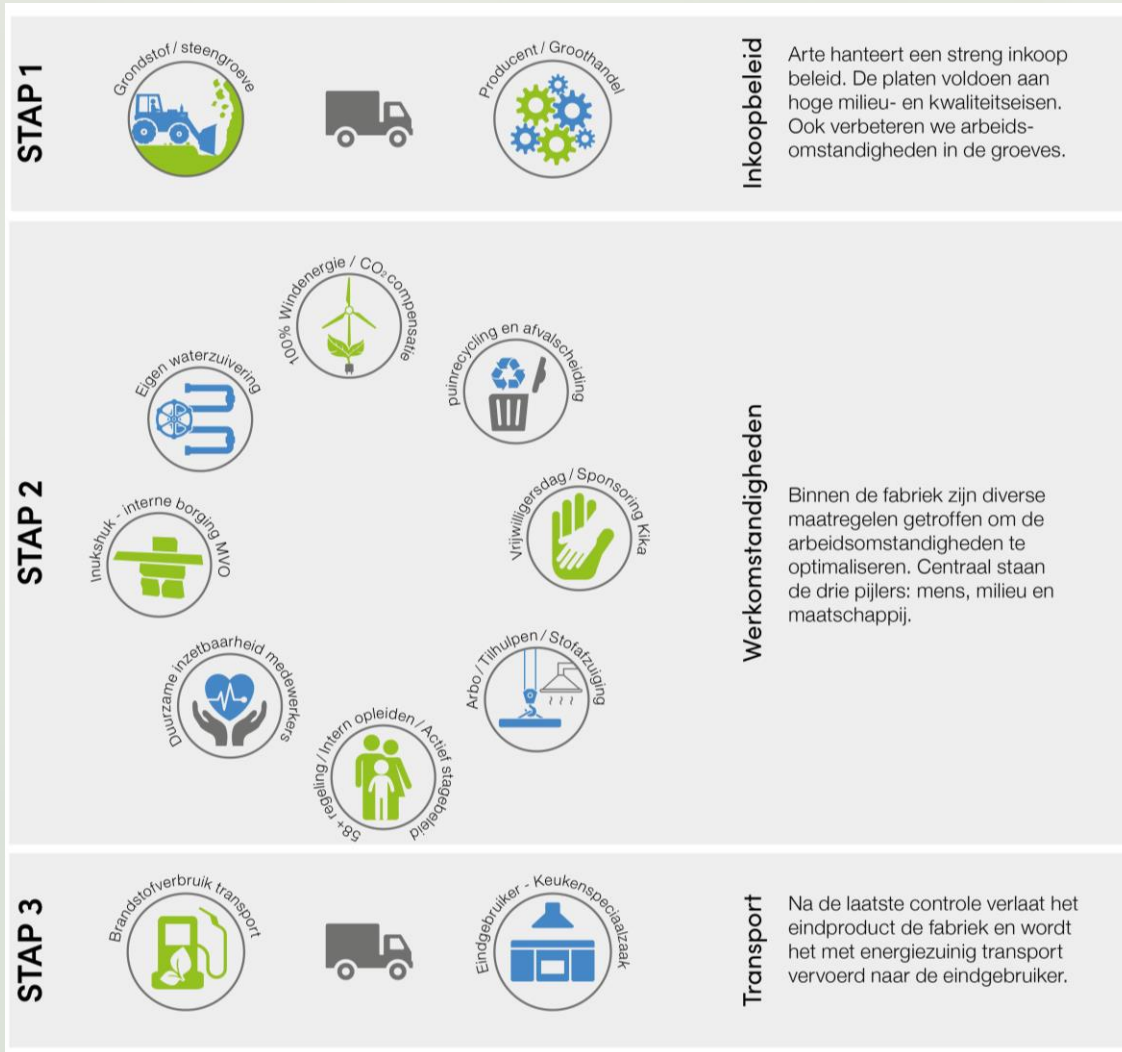 STAP 1
Grondstof / steengroeve
Producent / Groothandel
Inkoopbeleid
Arte hanteert een streng inkoop
beleid. De platen voldoen aan
hoge milieu- en kwaliteitseisen.
Ook verbeteren we arbeids-
omstandigheden in de groeves.
STAP 2
100% Windenergie / CO₂ compensatie
puinrecycling en afvalscheiding
Vrijwilligersdag / Sponsoring Kika
Arbo / Tilhulpen / Stofafzuiging
58+ regeling / Intern opleiden / Actief stagebeleid
Duurzame inzetbaarheid medewerkers
Inukshuk - interne borging MVO
Eigen waterzuivering
Werkomstandigheden
Binnen de fabriek zijn diverse
maatregelen getroffen om de
arbeidsomstandigheden te
optimaliseren. Centraal staan
de drie pijlers: mens, milieu en
maatschappij.
STAP 3
Brandstofverbruik transport
Eindgebruiker - Keukenspeciaalzaak
Transport
Na de laatste controle verlaat het
eindproduct de fabriek en wordt
het met energiezuinig transport
vervoerd naar de eindgebruiker.